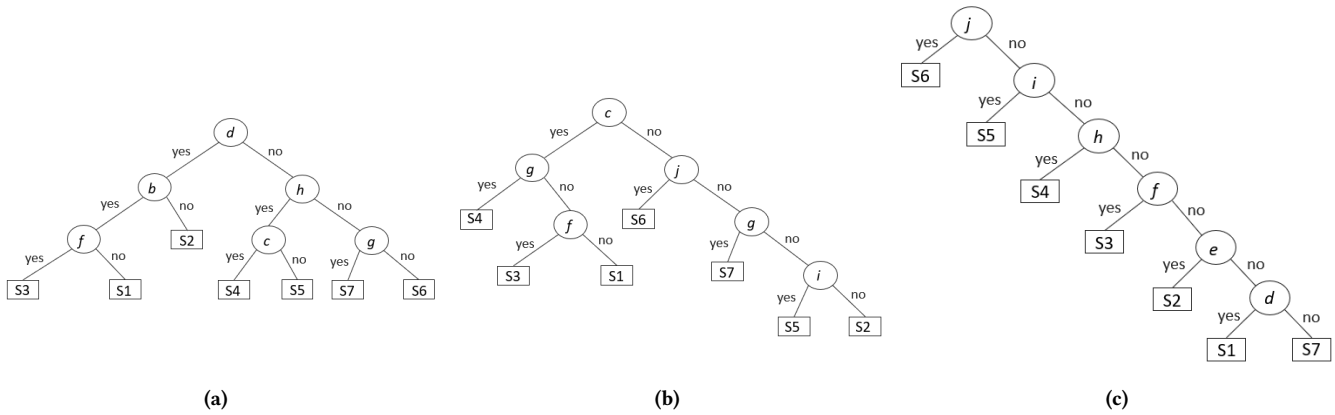 d
yes
no
b
h
yes
no
yes
no
f
S2
c
g
yes
no
yes
no
yes
no
S3
S1
S4
S5
S7
S6
(a)
c
yes
no
g
j
yes
no
yes
no
S4
f
S6
g
yes
no
yes
no
S3
S1
S7
i
yes
no
S5
S2
(b)
j
yes
no
S6
i
yes
no
S5
h
yes
no
S4
f
yes
no
S3
e
yes
no
S2
d
yes
no
S1
S7
(c)